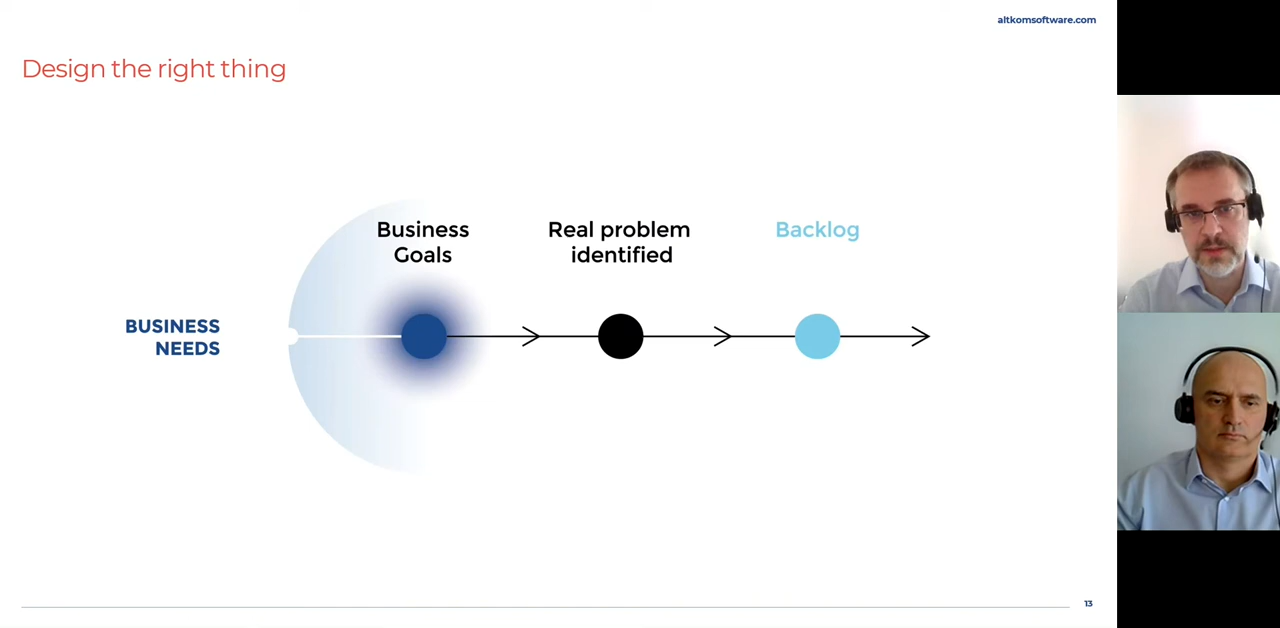 altkomsoftware.com
Design the right thing
Business
Goals
Real problem
identified
Backlog
BUSINESS
NEEDS
13